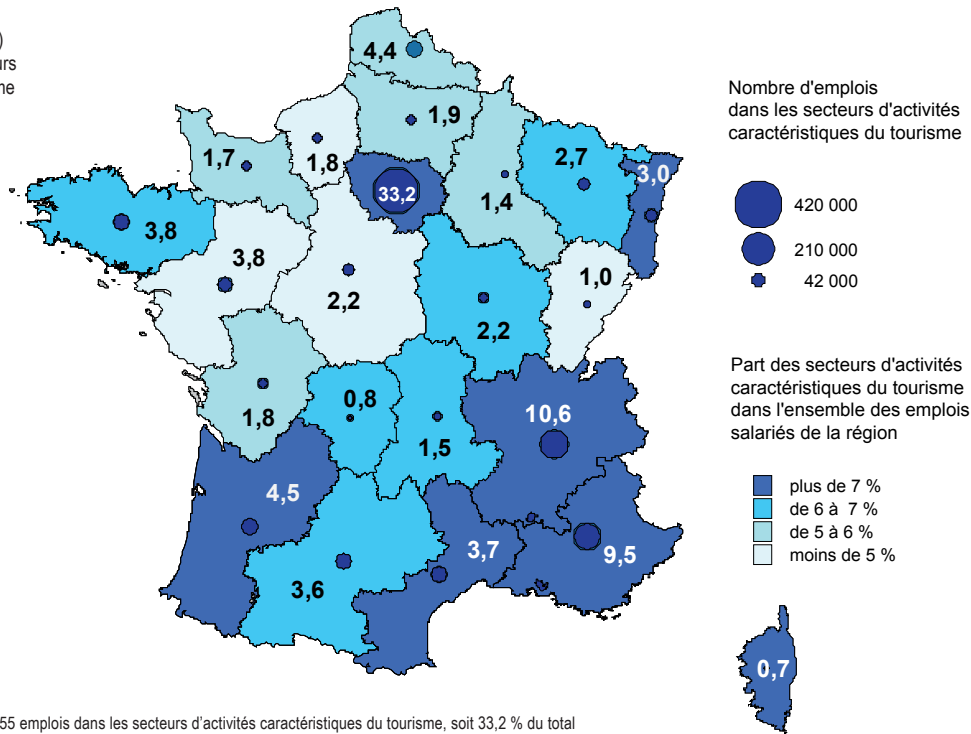 )
rs
me
4,4
1,9
1,7
1,8
2,7
3,0
33,2
1,4
3,8
3,8
2,2
1,0
2,2
1,8
0,8
1,5
10,6
4,5
3,7
9,5
3,6
0,7
Nombre d'emplois
dans les secteurs d'activités
caractéristiques du tourisme
420 000
210 000
42 000
Part des secteurs d'activités
caractéristiques du tourisme
dans l'ensemble des emplois
salariés de la région
plus de 7 %
de 6 à 7 %
de 5 à 6 %
moins de 5 %
55 emplois dans les secteurs d'activités caractéristiques du tourisme, soit 33,2 % du total